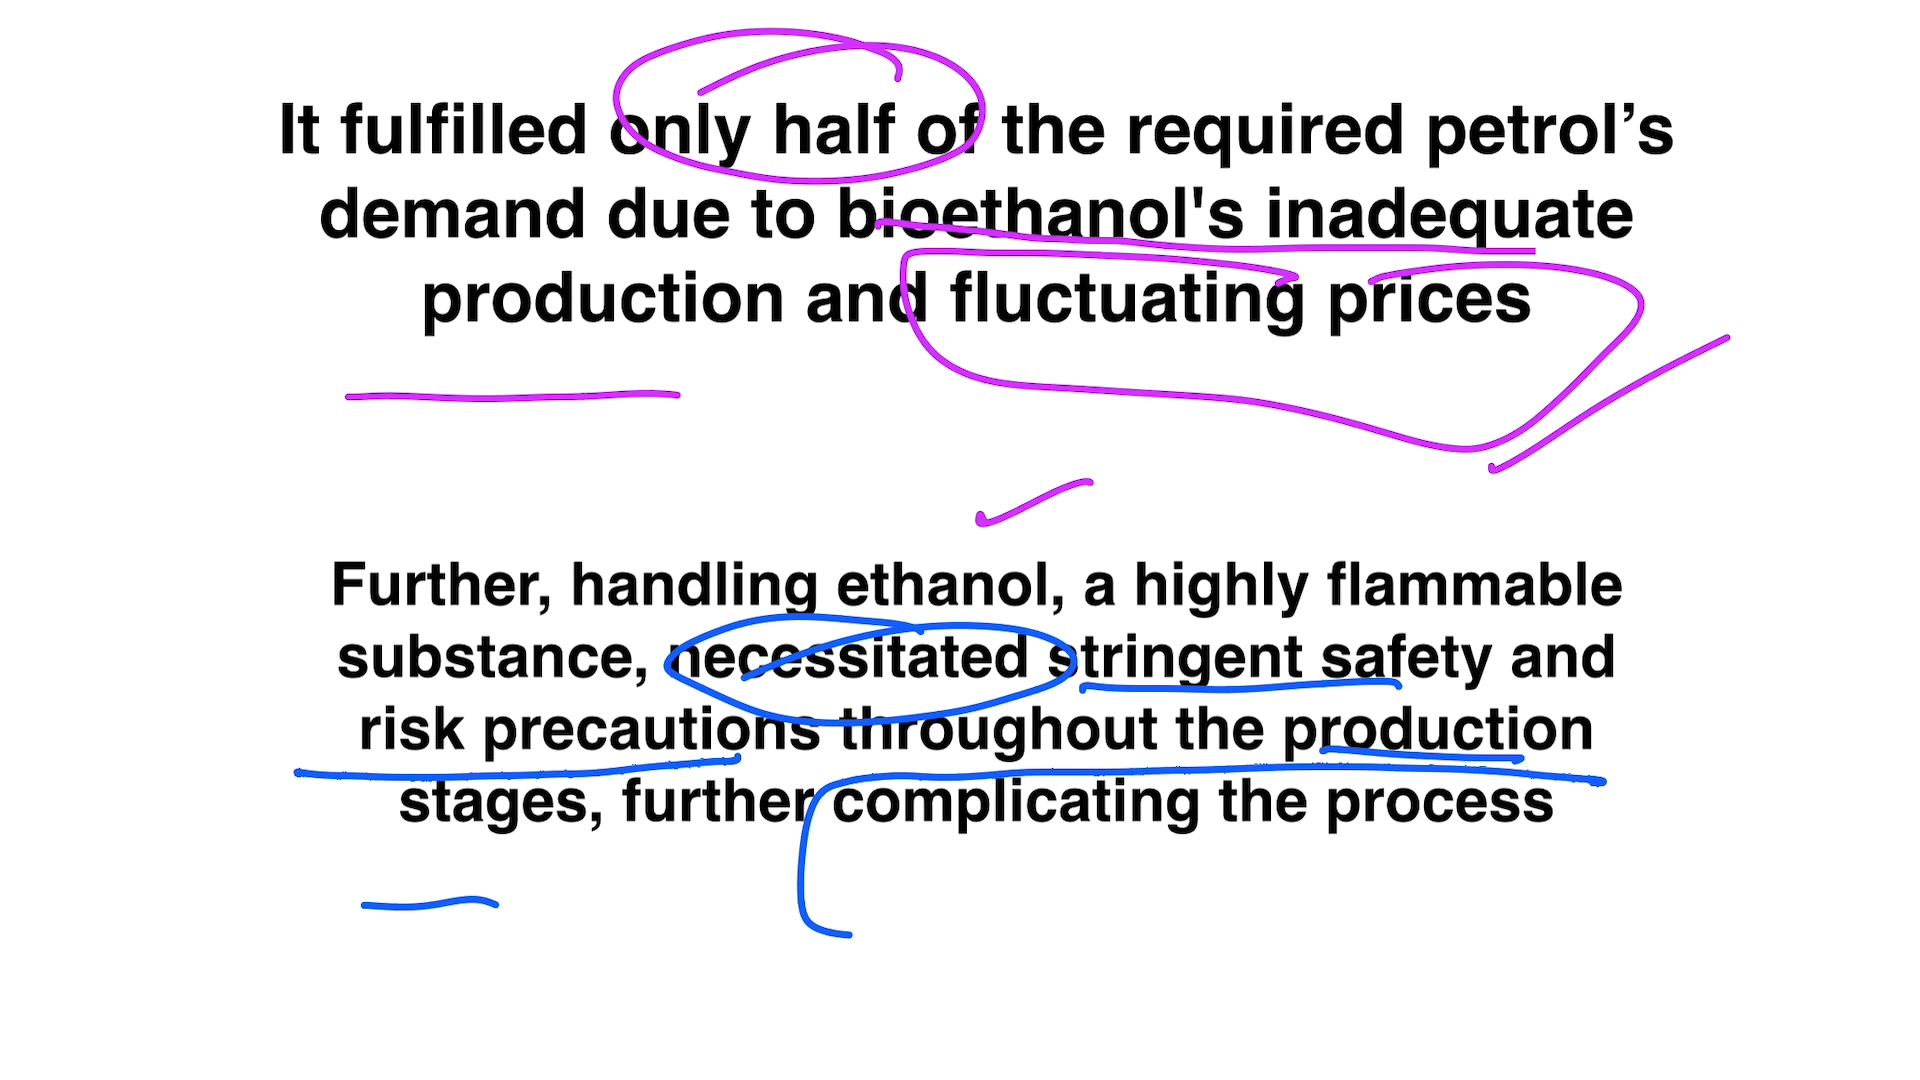 It fulfilled only half of the required petrol’s
demand due to bioethanol's inadequate
production and fluctuating prices
Further, handling ethanol, a highly flammable
substance, necessitated stringent safety and
risk precautions throughout the production
stages, further complicating the process